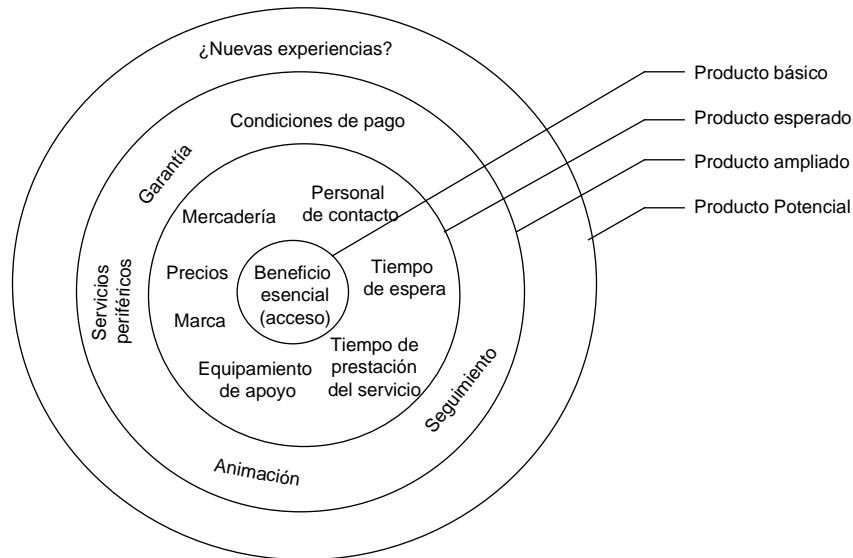 ¿Nuevas experiencias?
Producto básico
Producto esperado
Producto ampliado
Producto Potencial
Condiciones de pago
Garantía
Servicios
periféricos
Seguimiento
Animación
Mercadería
Personal
de contacto
Precios
Marca
Tiempo
de espera
Equipamiento
de apoyo
Tiempo de
prestación
del servicio
Beneficio
esencial
(acceso)